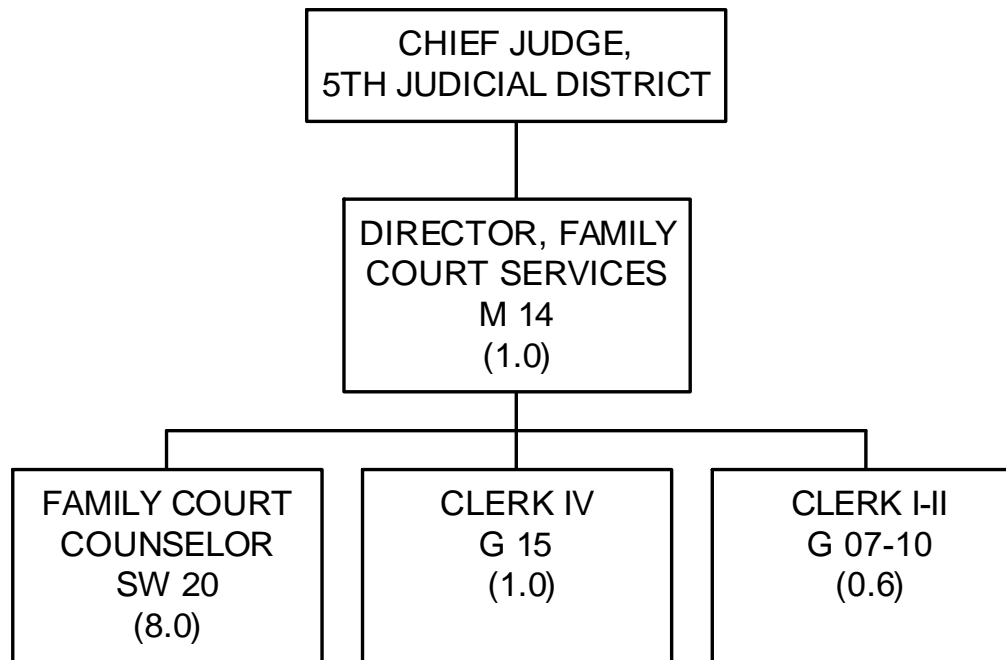 CHIEF JUDGE,
5TH JUDICIAL DISTRICT
DIRECTOR, FAMILY
COURT SERVICES
M 14
(1.0)
FAMILY COURT
COUNSELOR
SW 20
(8.0)
CLERK IV
G 15
(1.0)
CLERK I-II
G 07-10
(0.6)